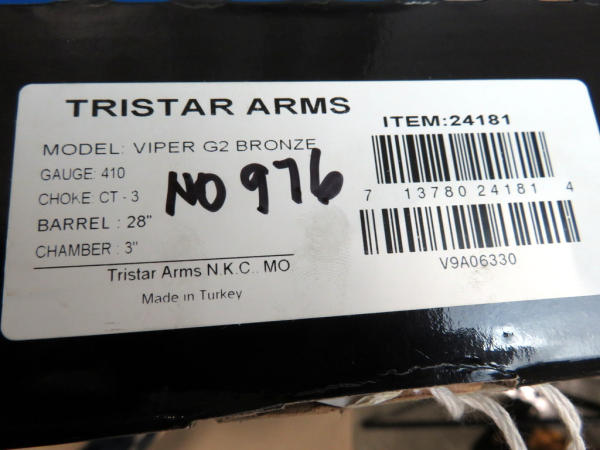 TRISTAR ARMS
ITEM:24181
MODEL: VIPER G2 BRONZE
GAUGE: 410
CHOKE: CT - 3
NO 976
BARREL : 28"
CHAMBER : 3"
7 13780 24181 4
V9A06330
Tristar Arms N.K.C.. MO
Made in Turkey